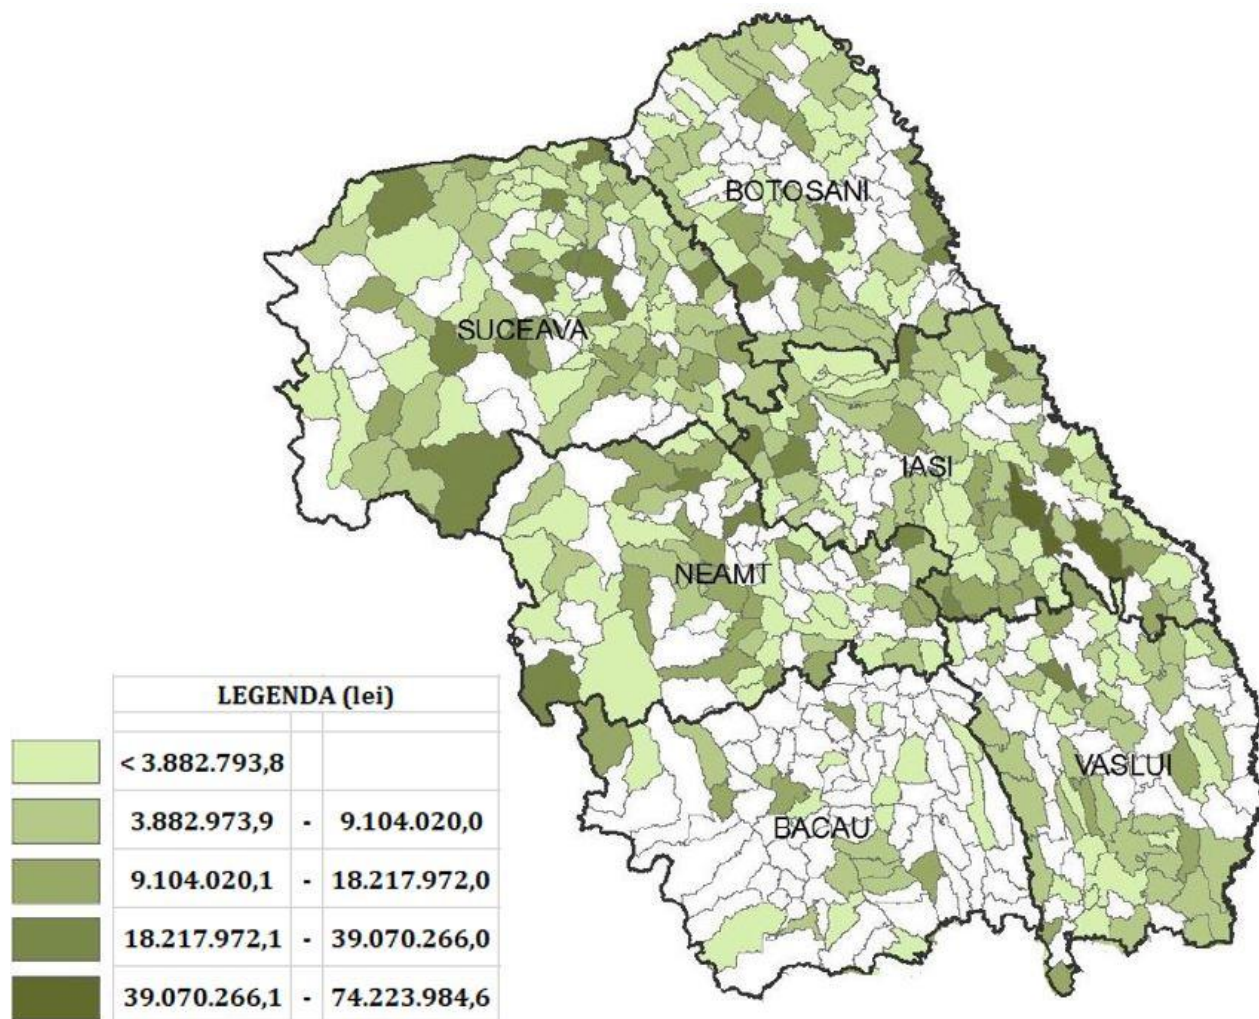 BOTOSANI
SUCEAVA
IASI
NEAMT
LEGENDA (lei)
< 3.882.793,8
VASLUI
3.882.973,9 - 9.104.020,0
BACAU
9.104.020,1 - 18.217.972,0
18.217.972,1 - 39.070.266,0
39.070.266,1 - 74.223.984,6